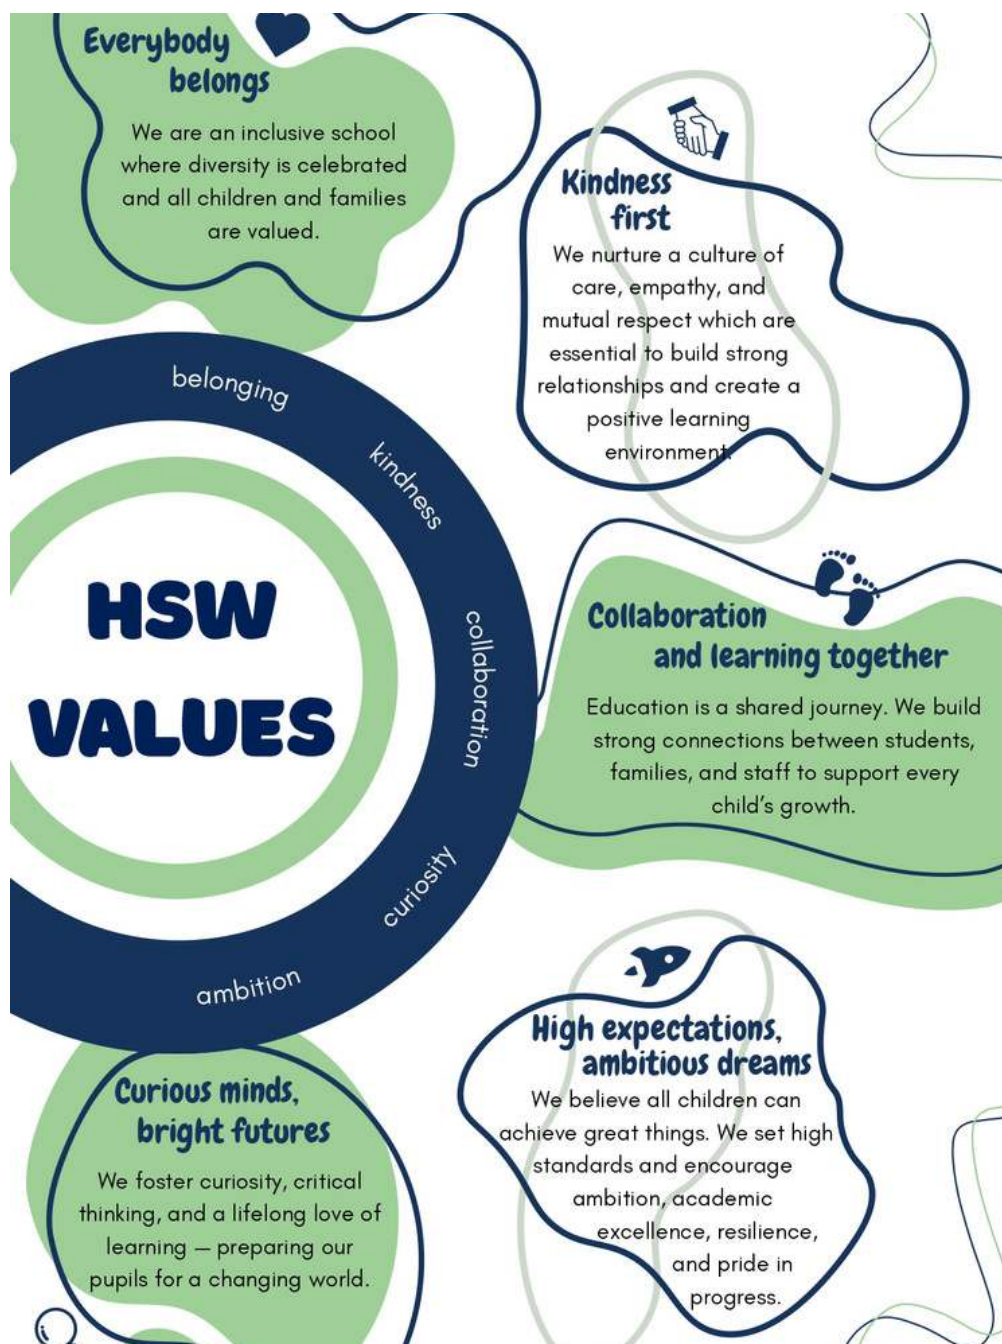 Everybody
belongs
We are an inclusive school
where diversity is celebrated
and all children and families
are valued.
Kindness
first
We nurture a culture of
care, empathy, and
mutual respect which are
essential to build strong
relationships and create a
positive learning
environment.
belonging
kindness
collaboration
curiosity
ambition
HSW
VALUES
Collaboration
and learning together
Education is a shared journey. We build
strong connections between students,
families, and staff to support every
child’s growth.
High expectations,
ambitious dreams
We believe all children can
achieve great things. We set high
standards and encourage
ambition, academic
excellence, resilience,
and pride in
progress.
Curious minds,
bright futures
We foster curiosity, critical
thinking, and a lifelong love of
learning – preparing our
pupils for a changing world.